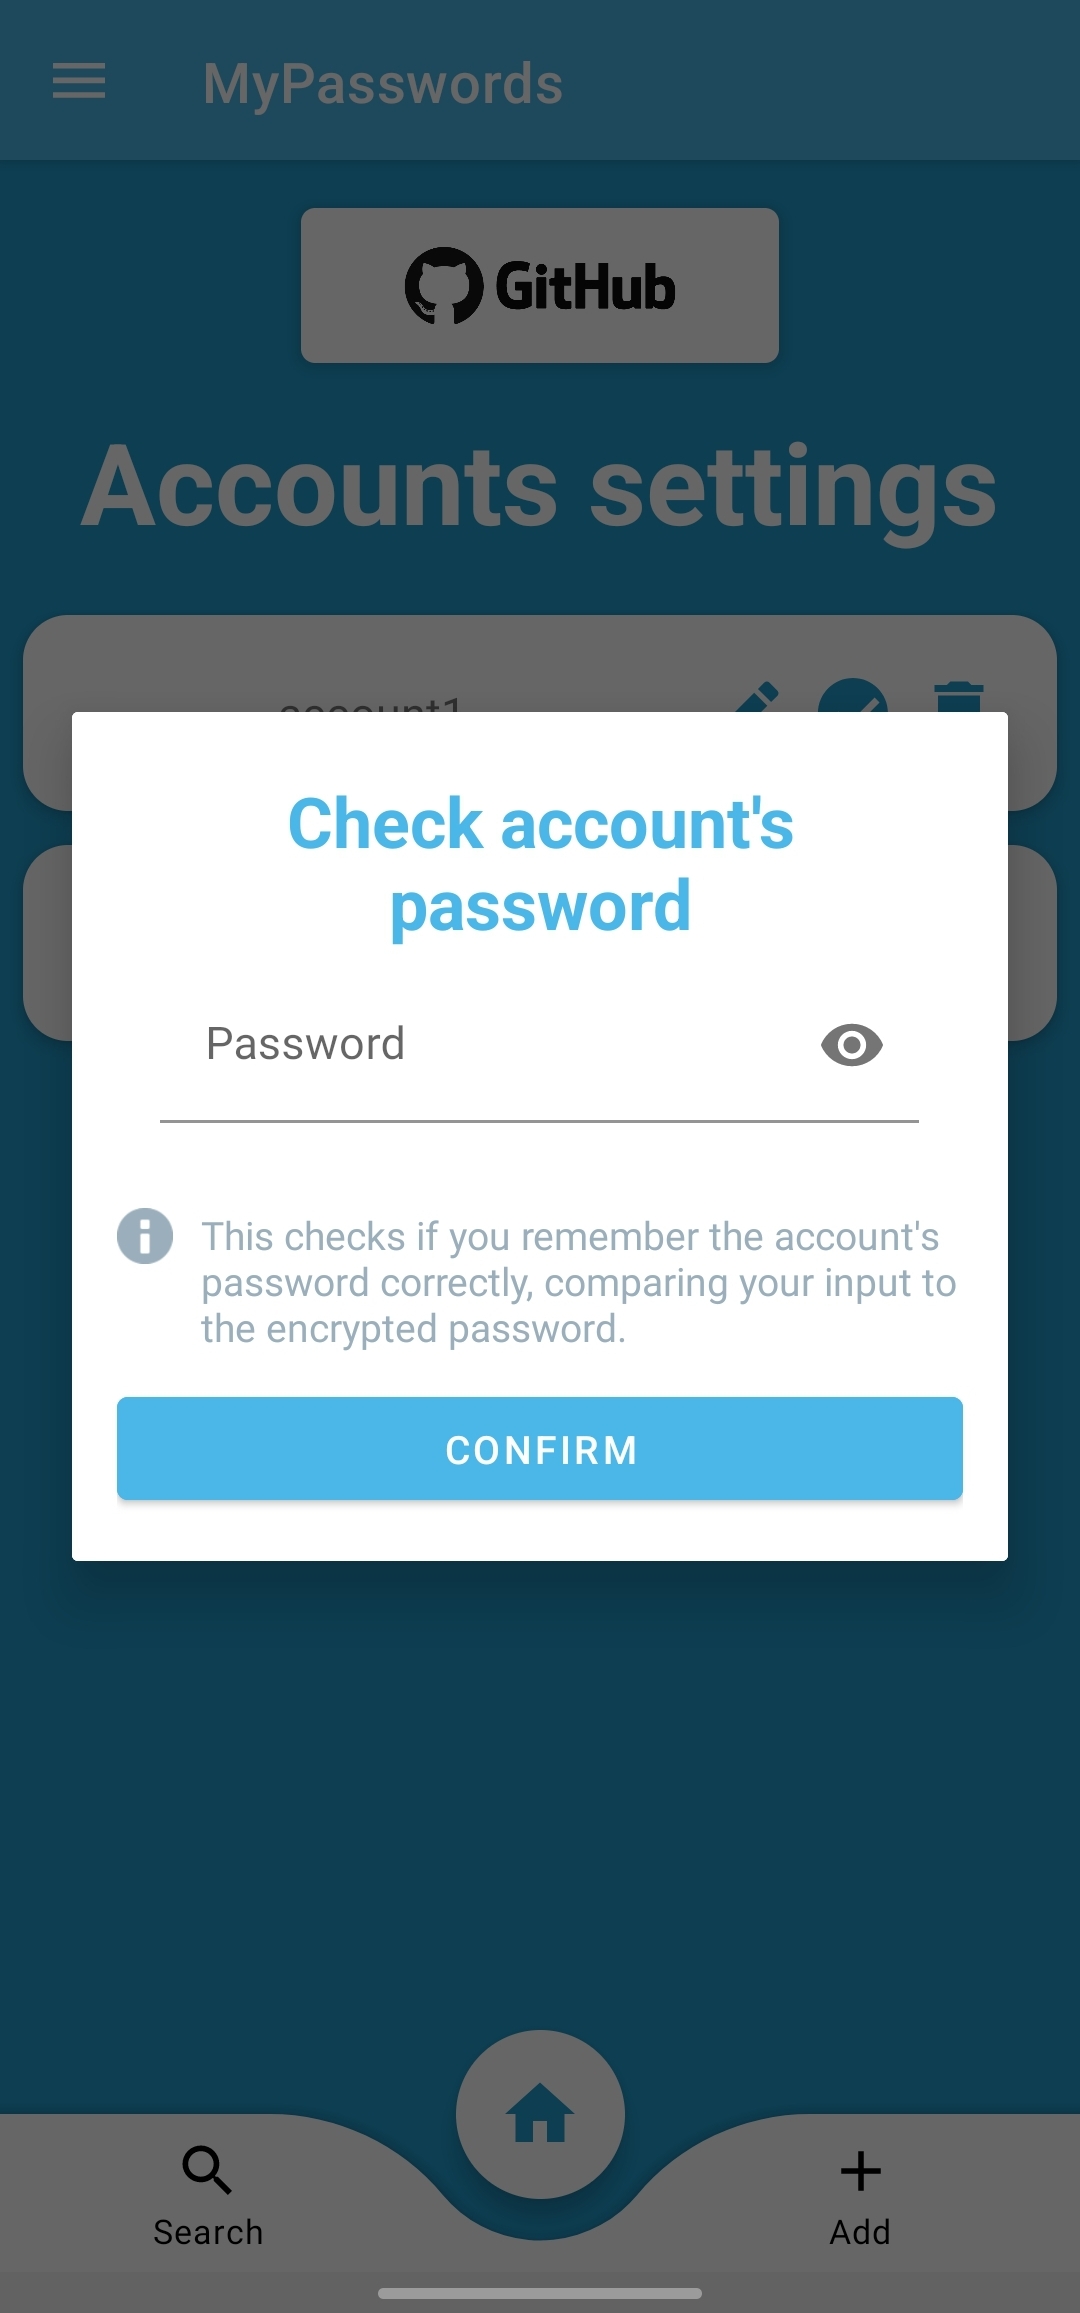 MyPasswords
GitHub
Accounts settings
account1
Check account's
password
Password
This checks if you remember the account's
password correctly, comparing your input to
the encrypted password.
CONFIRM
Search
Add